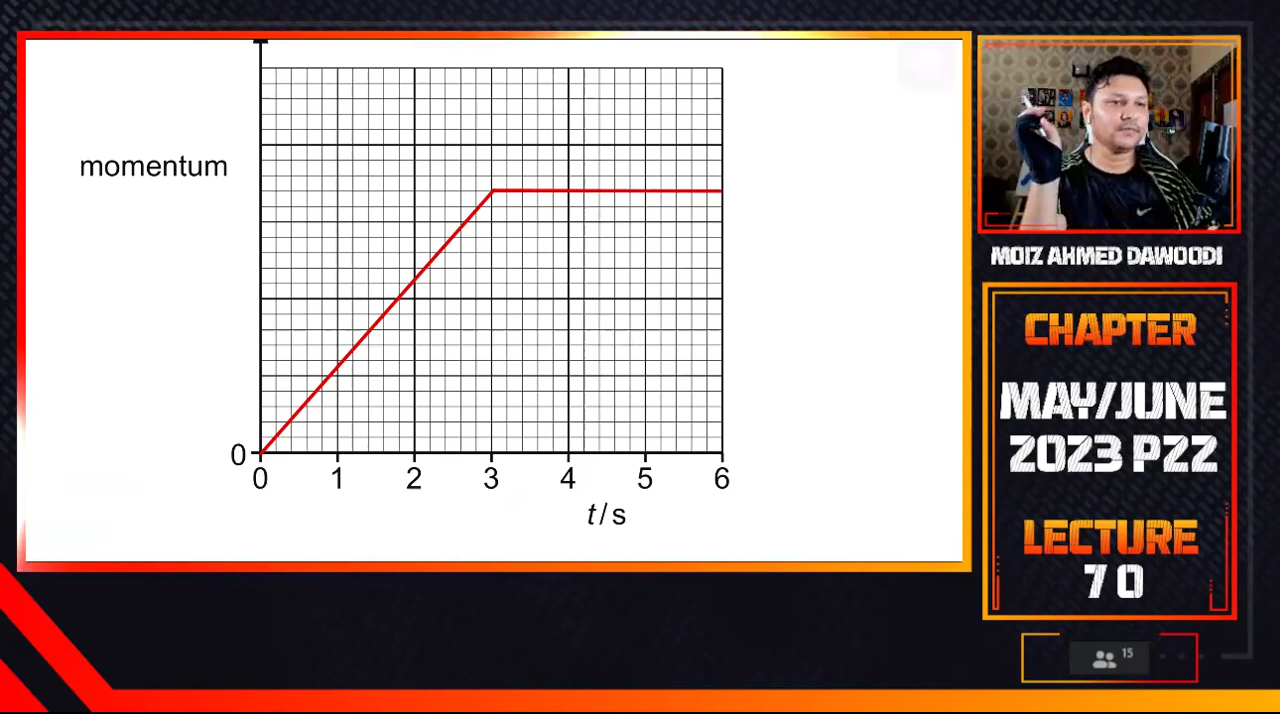 momentum
0
0 1 2 3 4 5 6
t / s
MOIZ AHMED DAWOODI
CHAPTER
MAY/JUNE
2023 P22
LECTURE
70
15